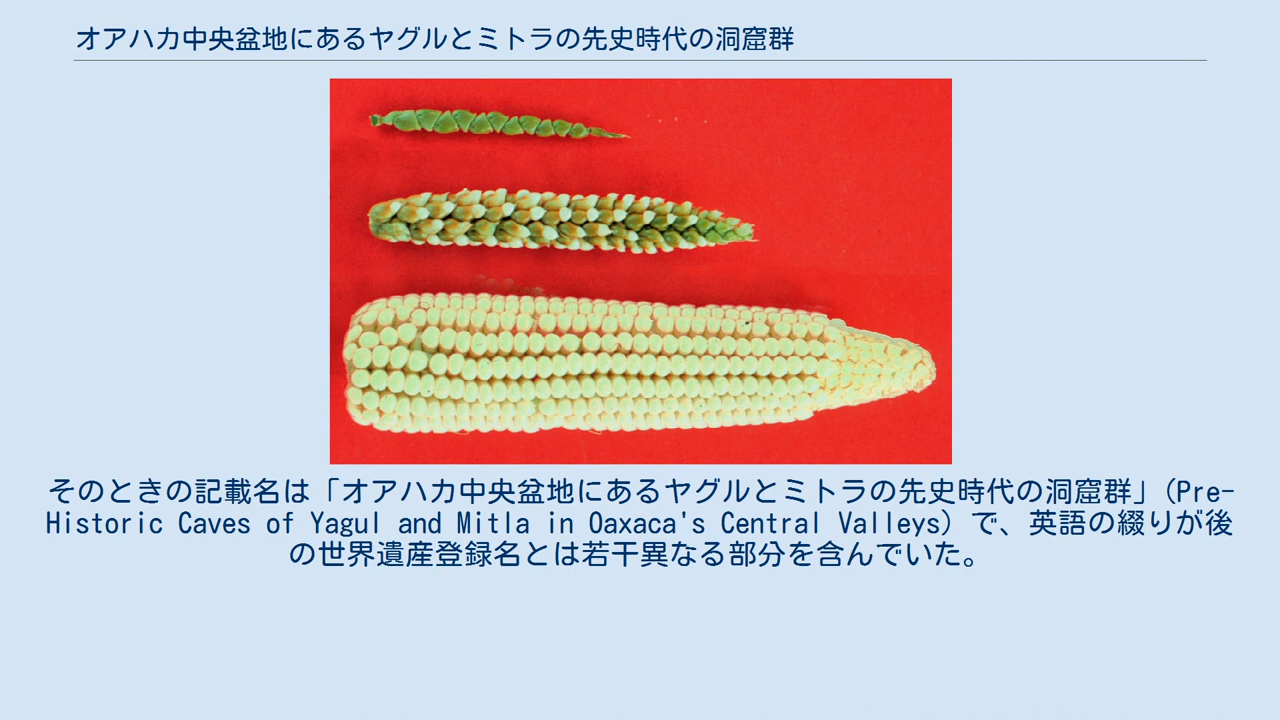 オアハカ中央盆地にあるヤグルとミトラの先史時代の洞窟群
そのときの記載名は「オアハカ中央盆地にあるヤグルとミトラの先史時代の洞窟群」(Pre-
Historic Caves of Yagul and Mitla in Oaxaca's Central Valleys) で、英語の綴りが後
の世界遺産登録名とは若干異なる部分を含んでいた。